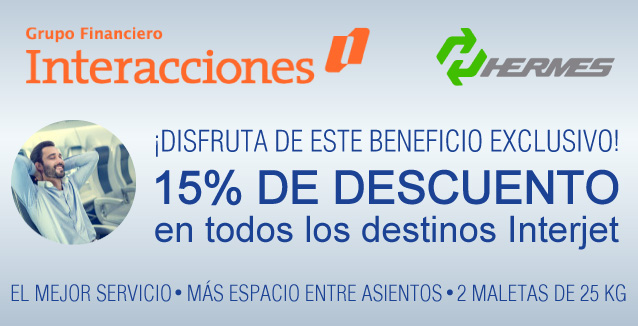 Grupo Financiero
Interacciones
HERMES
¡DISFRUTA DE ESTE BENEFICIO EXCLUSIVO!
15% DE DESCUENTO
en todos los destinos Interjet
EL MEJOR SERVICIO • MÁS ESPACIO ENTRE ASIENTOS • 2 MALETAS DE 25 KG